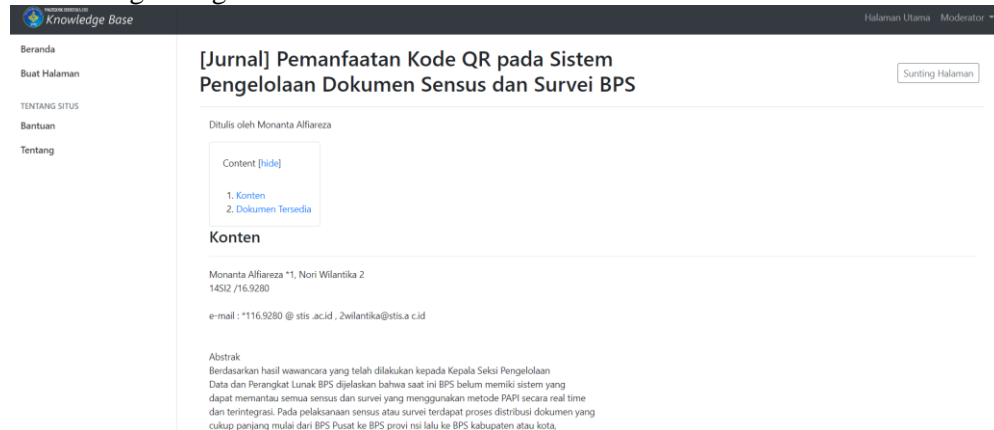 Knowledge Base
Halaman Utama Moderator
Beranda
Buat Halaman
TENTANG SITUS
Bantuan
Tentang
[Jurnal] Pemanfaatan Kode QR pada Sistem
Pengelolaan Dokumen Sensus dan Survei BPS
Sunting Halaman
Ditulis oleh Monanta Alfiareza
Content [hide]
1. Konten
2. Dokumen Tersedia
Konten
Monanta Alfiareza *1, Nori Wilantika 2
14SI2 /16.9280
e-mail : *116.9280 @ stis .ac.id , 2wilantika@stis.a c.id
Abstrak
Berdasarkan hasil wawancara yang telah dilakukan kepada Kepala Seksi Pengelolaan
Data dan Perangkat Lunak BPS dijelaskan bahwa saat ini BPS belum memiki sistem yang
dapat memantau semua sensus dan survei yang menggunakan metode PAPI secara real time
dan terintegrasi. Pada pelaksanaan sensus atau survei terdapat proses distribusi dokumen yang
cukup panjang mulai dari BPS Pusat ke BPS provi nsi lalu ke BPS kabupaten atau kota,